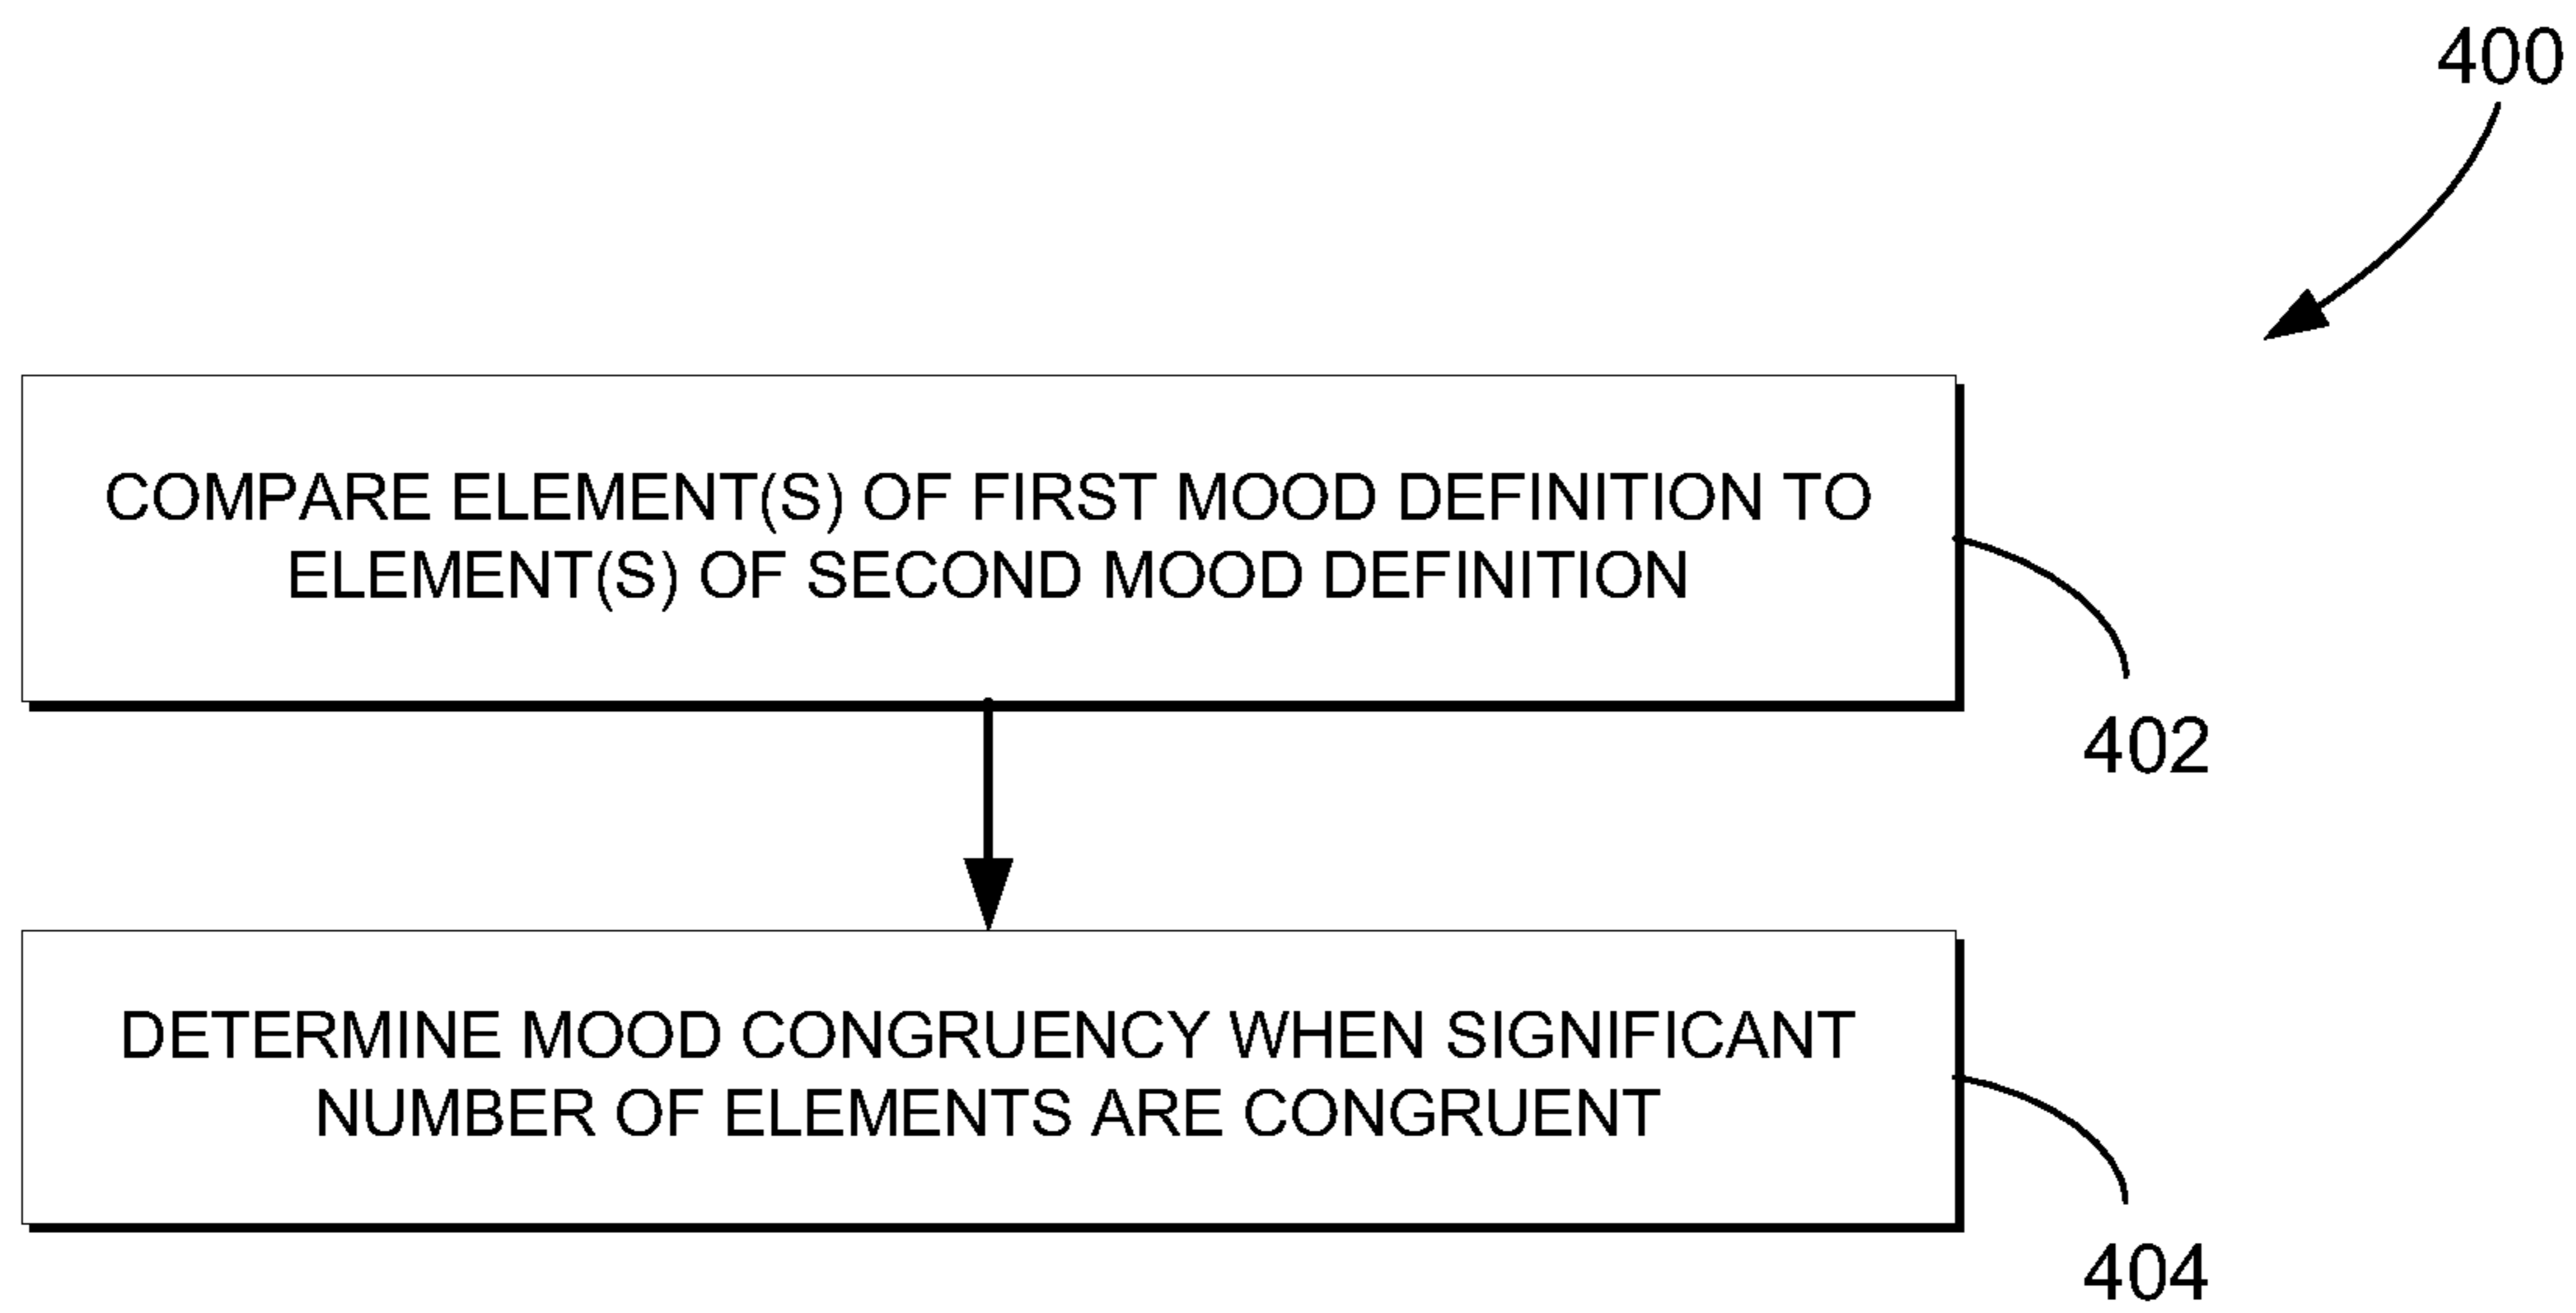 400
COMPARE ELEMENT(S) OF FIRST MOOD DEFINITION TO
ELEMENT(S) OF SECOND MOOD DEFINITION
402
DETERMINE MOOD CONGRUENCY WHEN SIGNIFICANT
NUMBER OF ELEMENTS ARE CONGRUENT
404